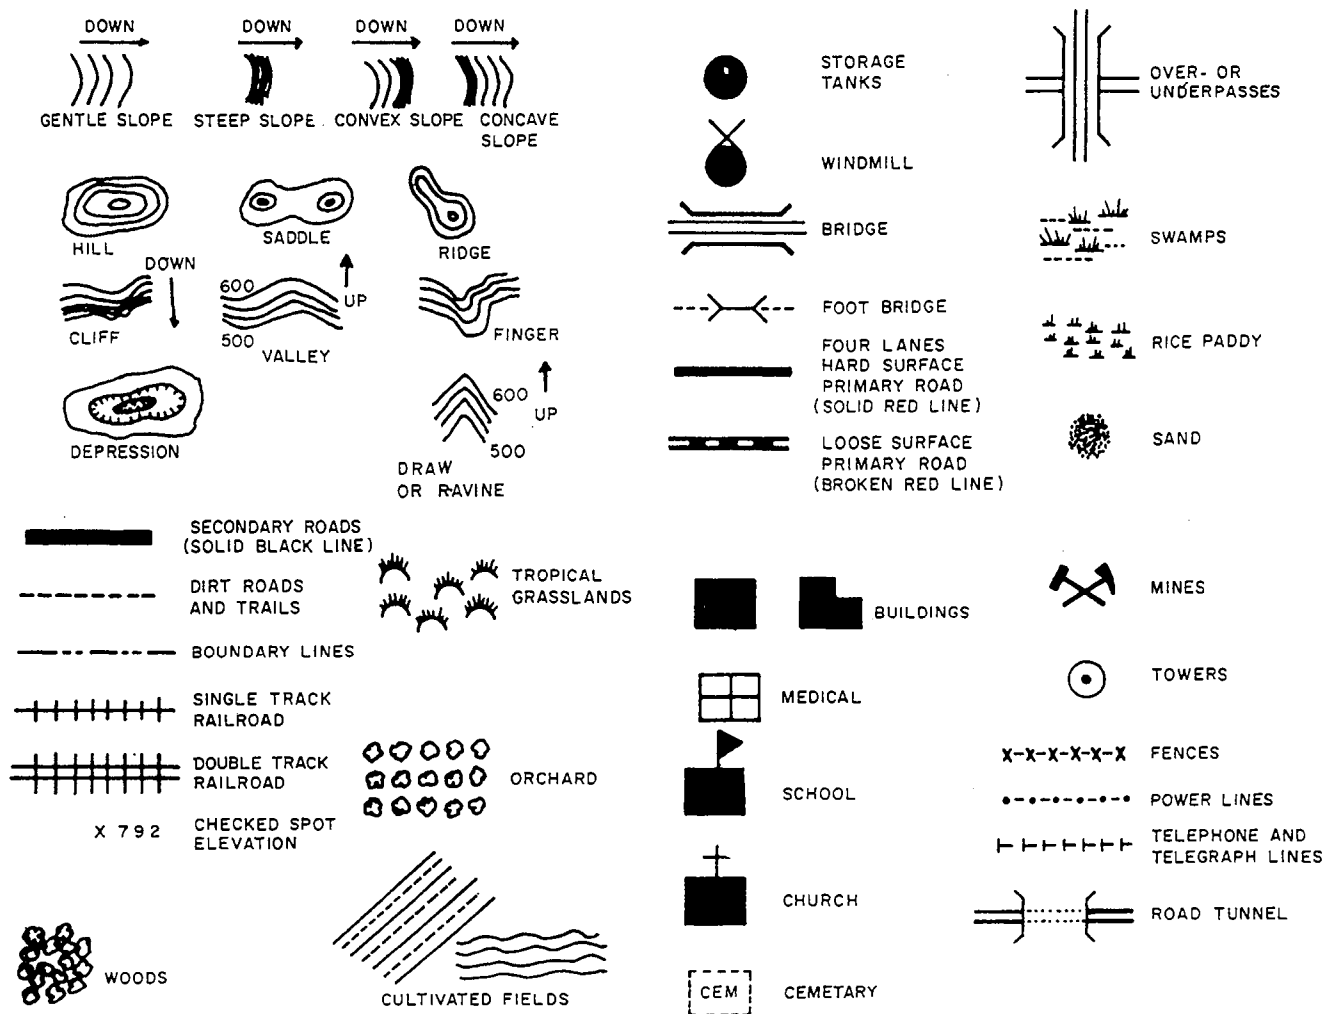 DOWN
DOWN
DOWN
DOWN
GENTLE SLOPE
STEEP SLOPE
CONVEX SLOPE
CONCAVE
SLOPE
HILL
SADDLE
RIDGE
DOWN
CLIFF
600
500
UP
VALLEY
FINGER
DEPRESSION
600
500
UP
DRAW
OR RAVINE
SECONDARY ROADS
(SOLID BLACK LINE)
DIRT ROADS
AND TRAILS
BOUNDARY LINES
SINGLE TRACK
RAILROAD
DOUBLE TRACK
RAILROAD
X 792
CHECKED SPOT
ELEVATION
WOODS
TROPICAL
GRASSLANDS
ORCHARD
CULTIVATED FIELDS
STORAGE
TANKS
WINDMILL
BRIDGE
FOOT BRIDGE
FOUR LANES
HARD SURFACE
PRIMARY ROAD
(SOLID RED LINE)
LOOSE SURFACE
PRIMARY ROAD
(BROKEN RED LINE)
BUILDINGS
MEDICAL
SCHOOL
CHURCH
CEM
CEMETARY
OVER- OR
UNDERPASSES
SWAMPS
RICE PADDY
SAND
MINES
TOWERS
X-X-X-X-X-X
FENCES
POWER LINES
TELEPHONE AND
TELEGRAPH LINES
ROAD TUNNEL